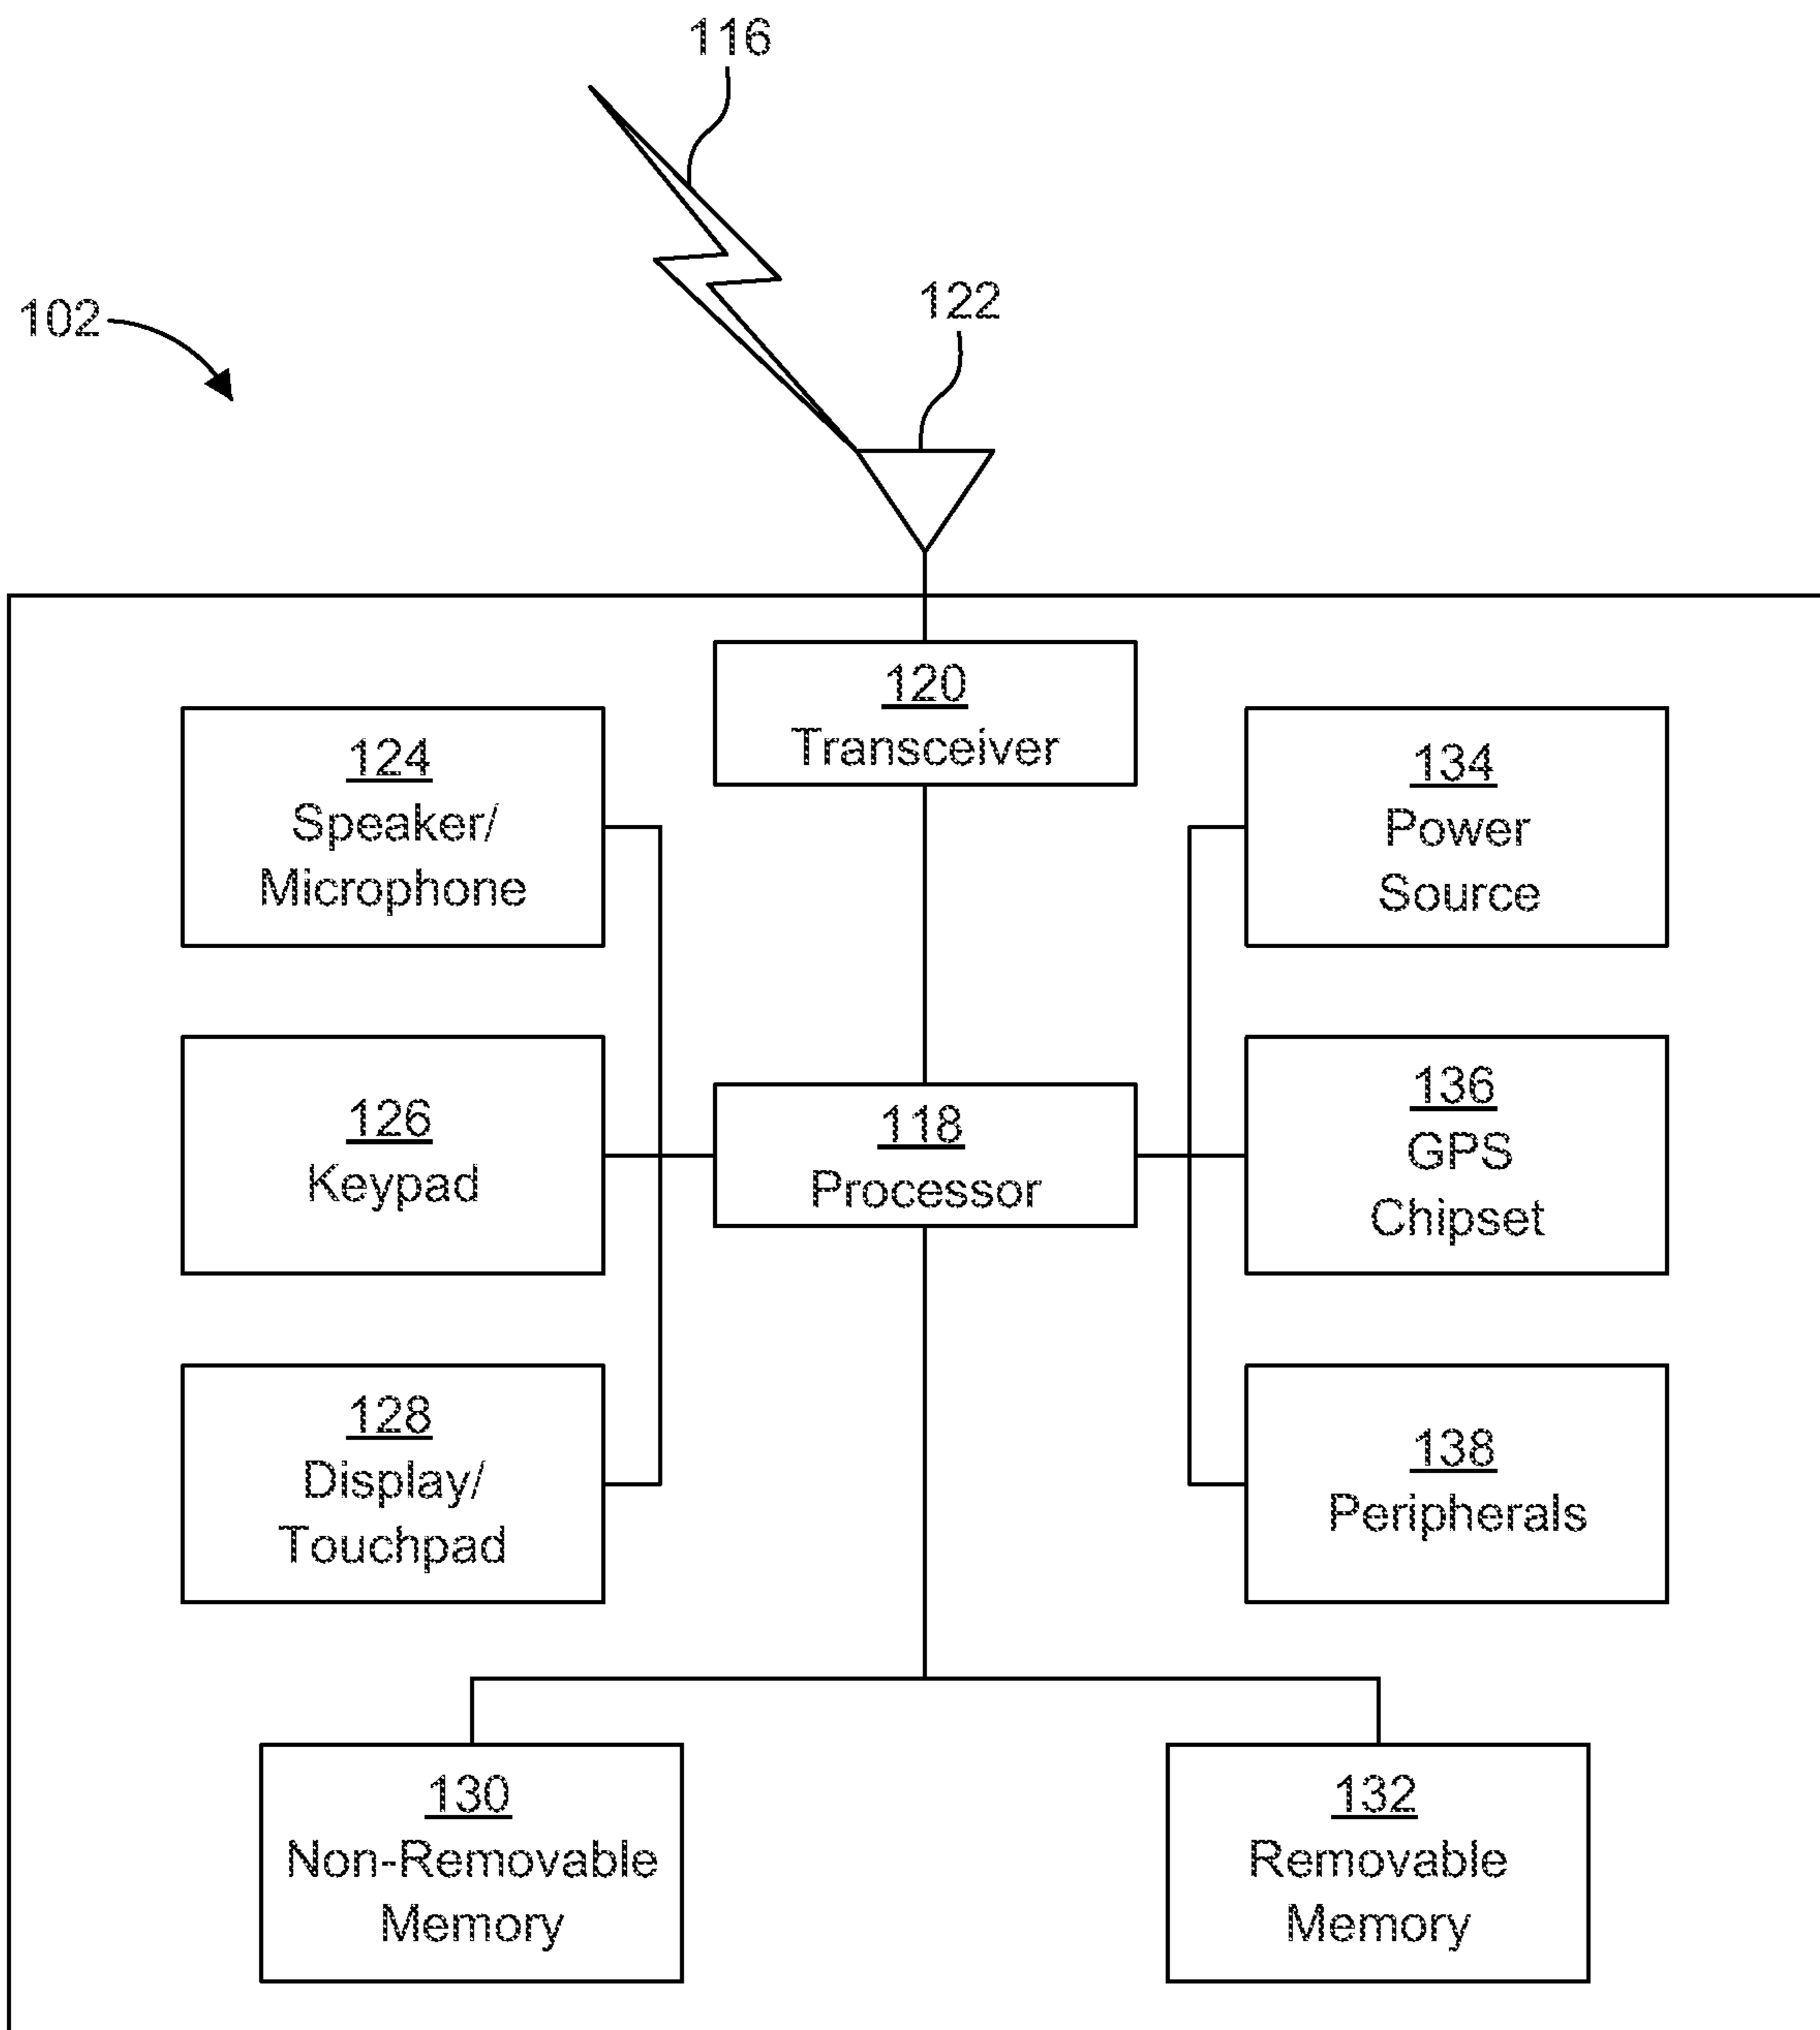 116
102
122
120
Transceiver
124
Speaker/
Microphone
134
Power
Source
126
Keypad
118
Processor
136
GPS
Chipset
128
Display/
Touchpad
138
Peripherals
130
Non-Removable
Memory
132
Removable
Memory